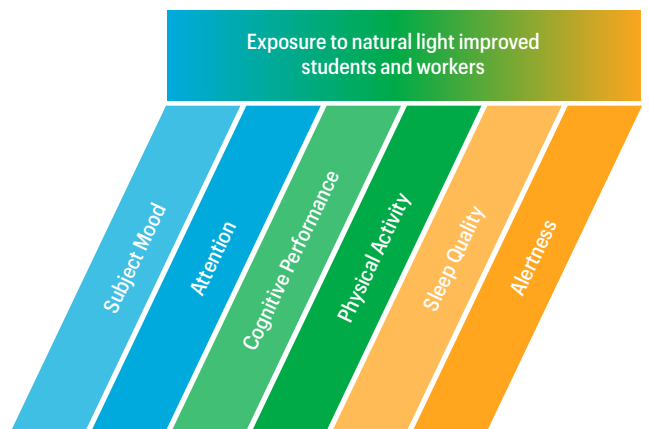 Exposure to natural light improved
students and workers
Subject Mood
Attention
Cognitive Performance
Physical Activity
Sleep Quality
Alertness